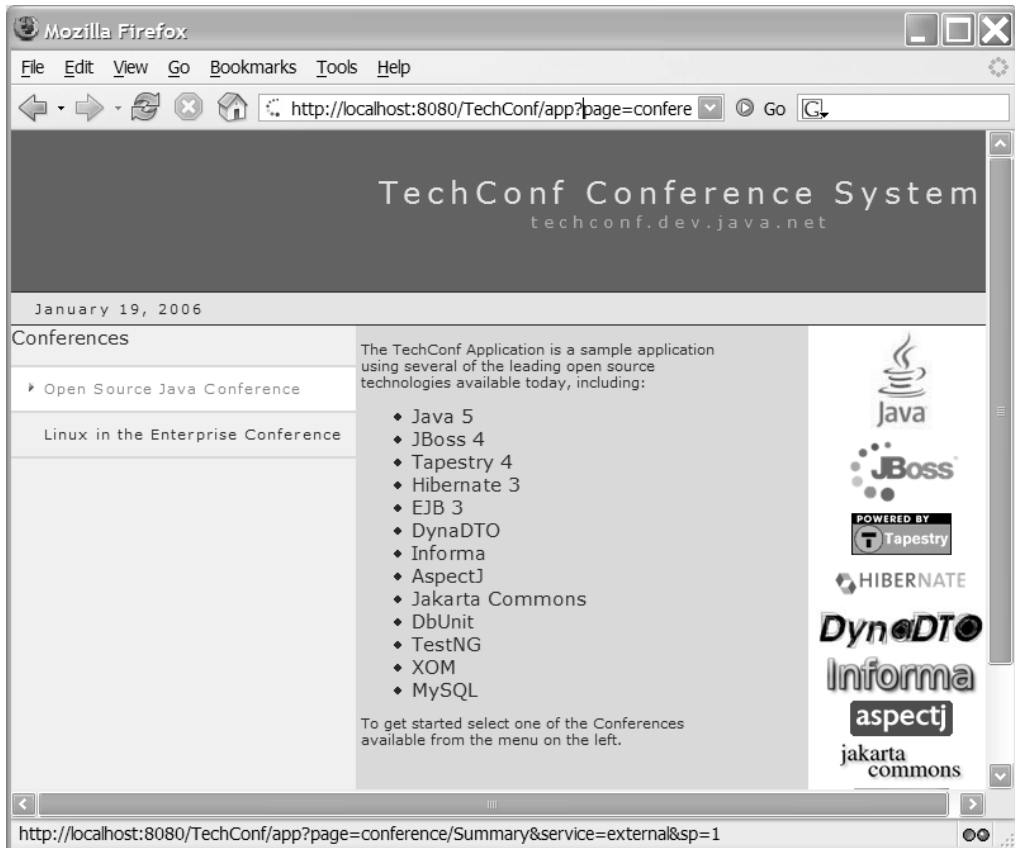 Mozilla Firefox
File Edit View Go Bookmarks Tools Help
http://localhost:8080/TechConf/app?page=confere
Go
G
TechConf Conference System
techconf.dev.java.net
January 19, 2006
Conferences
Open Source Java Conference
Linux in the Enterprise Conference
The TechConf Application is a sample application
using several of the leading open source
technologies available today, including:
Java 5
JBoss 4
Tapestry 4
Hibernate 3
EJB 3
DynaDTO
Informa
AspectJ
Jakarta Commons
DbUnit
TestNG
XOM
MySQL
To get started select one of the Conferences
available from the menu on the left.
Java
JBoss
POWERED BY
T Tapestry
HIBERNATE
Dyn@DTO
Informa
aspectj
jakarta
commons
http://localhost:8080/TechConf/app?page=conference/Summary&service=external&sp=1